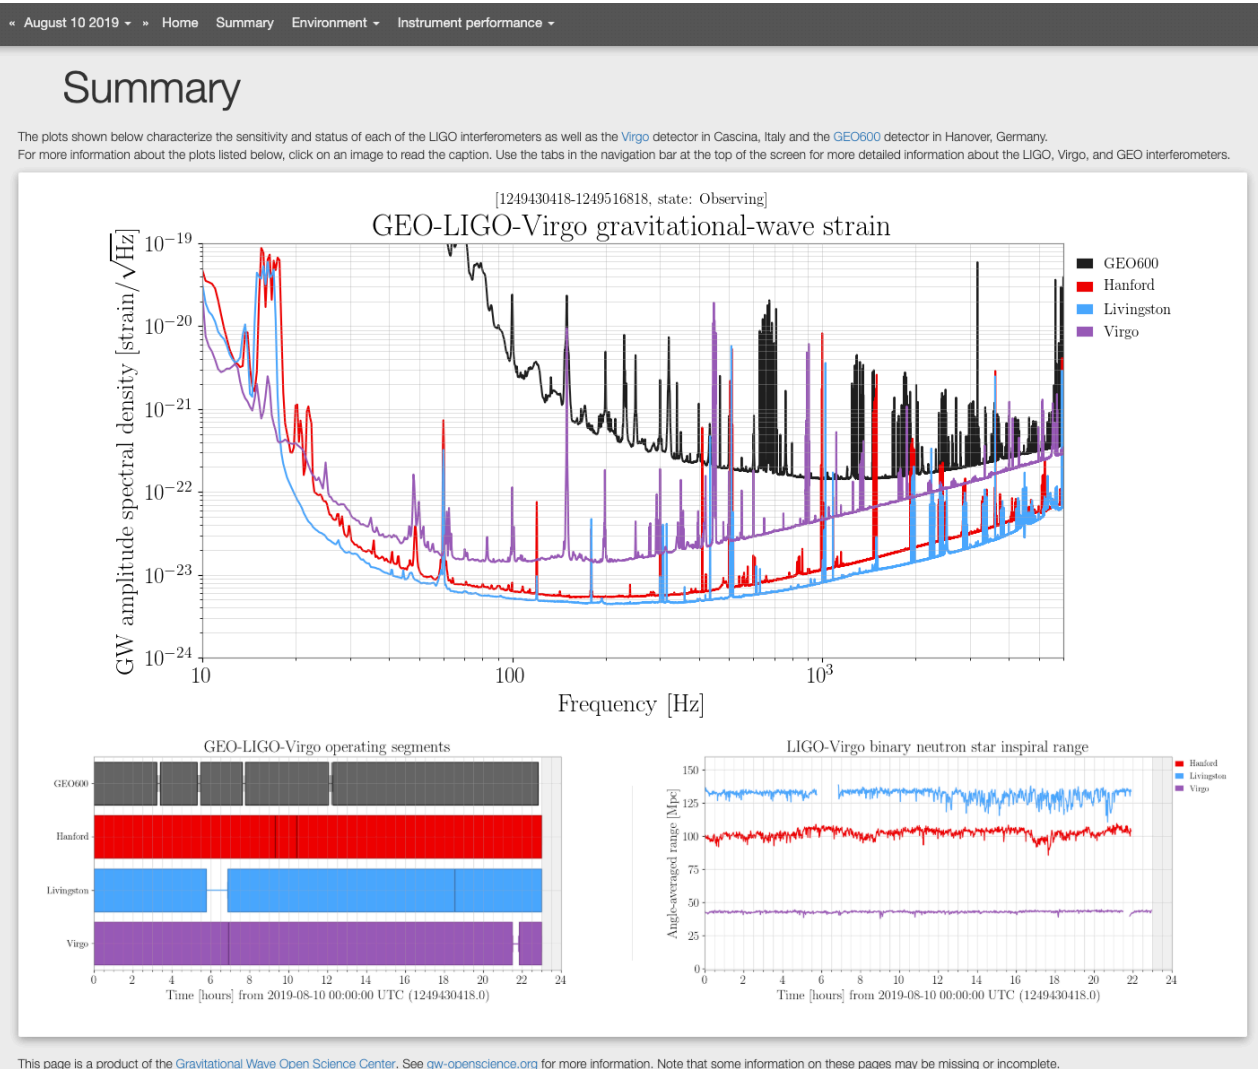 « August 10 2019 » Home Summary Environment Instrument performance
Summary
The plots shown below characterize the sensitivity and status of each of the LIGO interferometers as well as the Virgo detector in Cascina, Italy and the GEO600 detector in Hanover, Germany.
For more information about the plots listed below, click on an image to read the caption. Use the tabs in the navigation bar at the top of the screen for more detailed information about the LIGO, Virgo, and GEO interferometers.
[1249430418-1249516818, state: Observing]
GEO-LIGO-Virgo gravitational-wave strain
GW amplitude spectral density [strain/√Hz]
10⁻¹⁹
10⁻²⁰
10⁻²¹
10⁻²²
10⁻²³
10⁻²⁴
10 100 10³
Frequency [Hz]
GEO600
Hanford
Livingston
Virgo
GEO-LIGO-Virgo operating segments
GEO600
Hanford
Livingston
Virgo
0 2 4 6 8 10 12 14 16 18 20 22 24
Time [hours] from 2019-08-10 00:00:00 UTC (1249430418.0)
LIGO-Virgo binary neutron star inspiral range
Angle-averaged range [Mpc]
150
125
100
75
50
25
0
0 2 4 6 8 10 12 14 16 18 20 22 24
Time [hours] from 2019-08-10 00:00:00 UTC (1249430418.0)
Hanford
Livingston
Virgo
This page is a product of the Gravitational Wave Open Science Center. See gw-openscience.org for more information. Note that some information on these pages may be missing or incomplete.